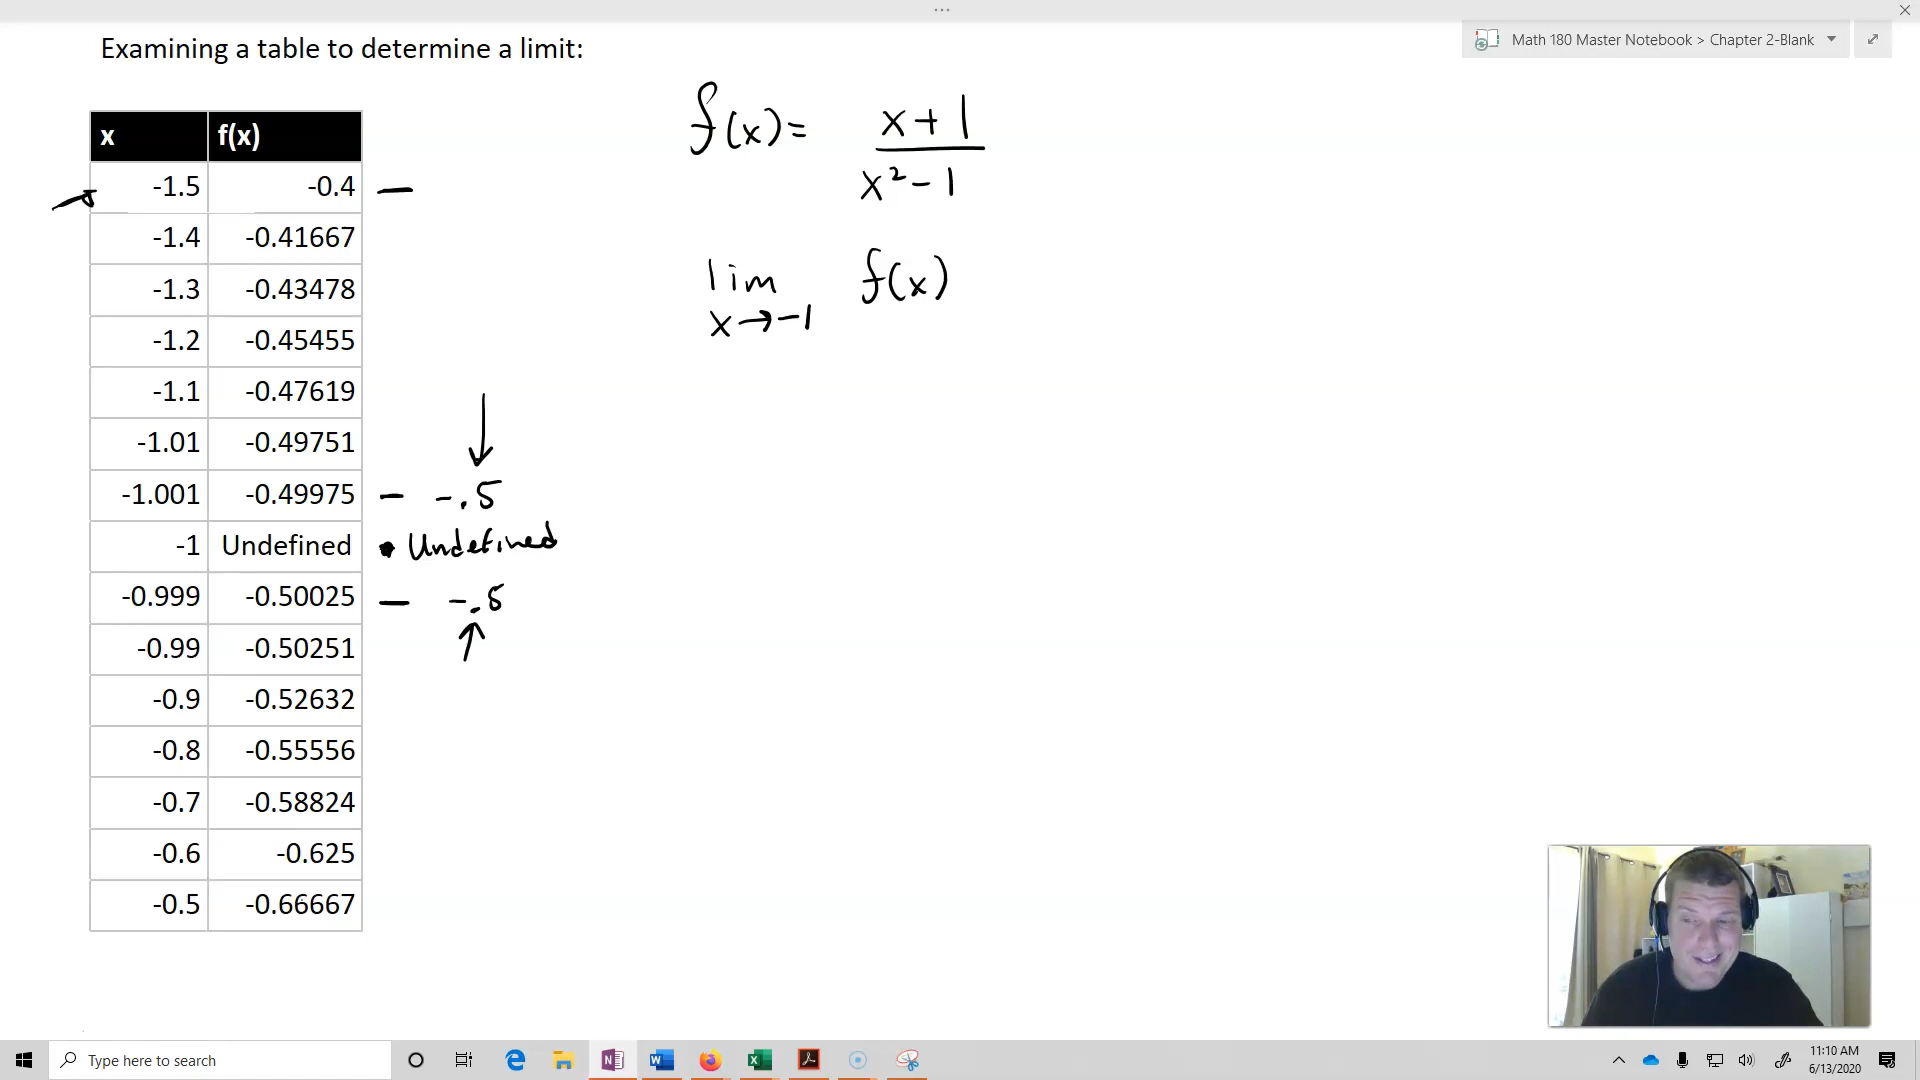 Examining a table to determine a limit:
Math 180 Master Notebook > Chapter 2-Blank
x f(x)
-1.5 -0.4
-1.4 -0.41667
-1.3 -0.43478
-1.2 -0.45455
-1.1 -0.47619
-1.01 -0.49751
-1.001 -0.49975 -.5
-1 Undefined Undefined
-0.999 -0.50025 -.5
-0.99 -0.50251
-0.9 -0.52632
-0.8 -0.55556
-0.7 -0.58824
-0.6 -0.625
-0.5 -0.66667
f(x)= x+1
x²-1
lim f(x)
x→-1
Type here to search
11:10 AM
6/13/2020